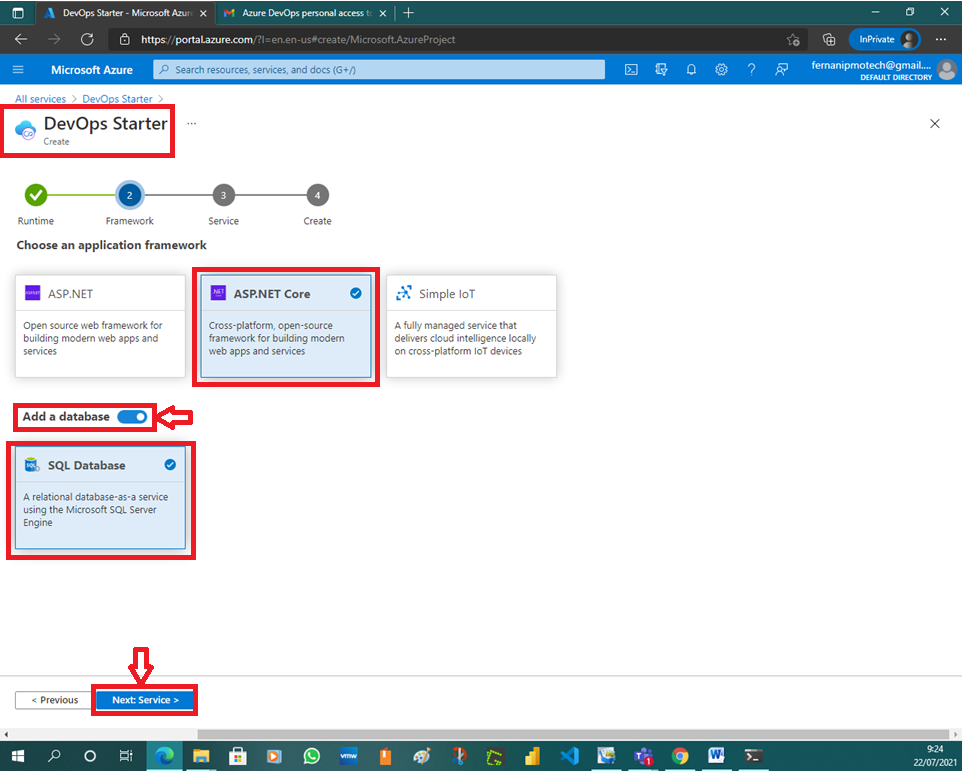 DevOps Starter - Microsoft Azur
Azure DevOps personal access to
https://portal.azure.com/?l=en.en-us#create/Microsoft.AzureProject
InPrivate
Microsoft Azure
Search resources, services, and docs (G+/)
fernanipmotech@gmail....
DEFAULT DIRECTORY
All services > DevOps Starter >
DevOps Starter ...
Create
2 3 4
Runtime Framework Service Create
Choose an application framework
ASP.NET
Open source web framework for
building modern web apps and
services
.NET ASP.NET Core
Cross-platform, open-source
framework for building modern
web apps and services
Simple IoT
A fully managed service that
delivers cloud intelligence locally
on cross-platform IoT devices
Add a database
SQL SQL Database
A relational database-as-a service
using the Microsoft SQL Server
Engine
< Previous
Next: Service >
vmw
1
W
9:24
22/07/2021